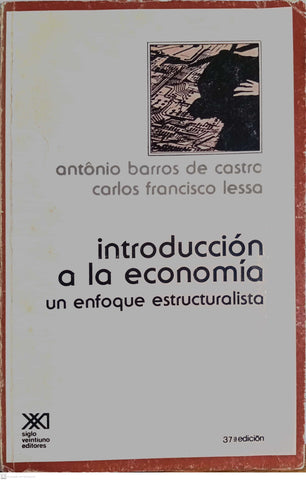 antônio barros de castro
carlos francisco lessa
introducción
a la economía
un enfoque estructuralista
siglo
veintiuno
editores
37ª edición